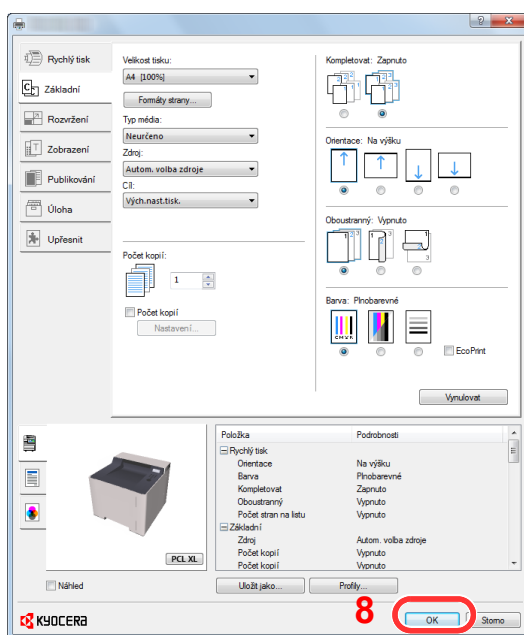 Rychlý tisk
Základní
Rozvržení
Zobrazení
Publikování
Úloha
Upřesnit
Velikost tisku:
A4 [100%]
Formáty strany...
Typ média:
Neurčeno
Zdroj:
Autom. volba zdroje
Cíl:
Vých.nast.tisk.
Počet kopií:
1
Počet kopií
Nastavení...
Kompletovat: Zapnuto
Orientace: Na výšku
Oboustranný: Vypnuto
Barva: Plnobarevné
CMYK
EcoPrint
Vynulovat
PCL XL
Položka Podrobnosti
Rychlý tisk
Orientace Na výšku
Barva Plnobarevné
Kompletovat Zapnuto
Oboustranný Vypnuto
Počet stran na listu Vypnuto
Základní
Zdroj Autom. volba zdroje
Počet kopií Vypnuto
Počet kopií Vypnuto
Náhled
Uložit jako... Profily...
KYOCERA
8
OK Storno